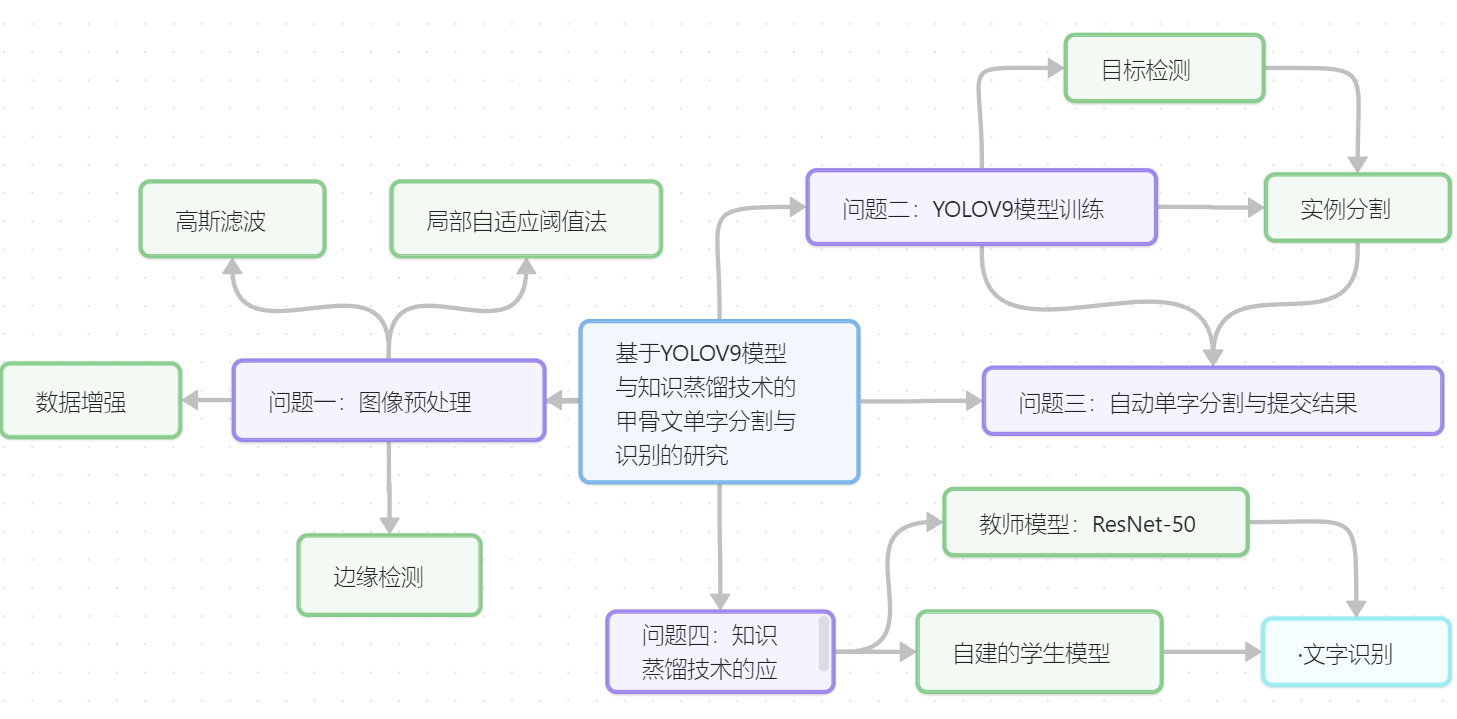 目标检测
问题二：YOLOV9模型训练
实例分割
高斯滤波
局部自适应阈值法
基于YOLOV9模型
与知识蒸馏技术的
甲骨文单字分割与
识别的研究
数据增强
问题一：图像预处理
问题三：自动单字分割与提交结果
边缘检测
教师模型：ResNet-50
问题四：知识
蒸馏技术的应
自建的学生模型
·文字识别